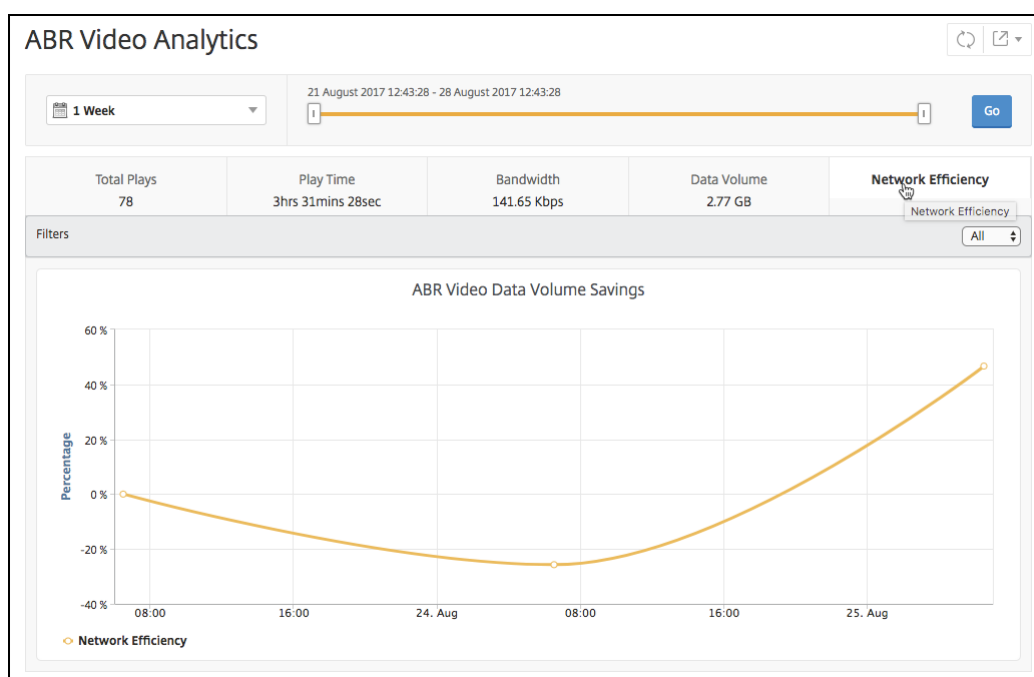 ABR Video Analytics
21 August 2017 12:43:28 - 28 August 2017 12:43:28
1 Week
Go
Total Plays
78
Play Time
3hrs 31mins 28sec
Bandwidth
141.65 Kbps
Data Volume
2.77 GB
Network Efficiency
Network Efficiency
Filters
All
ABR Video Data Volume Savings
60 %
40 %
20 %
0 %
-20 %
-40 %
Percentage
08:00 16:00 24. Aug 08:00 16:00 25. Aug
Network Efficiency